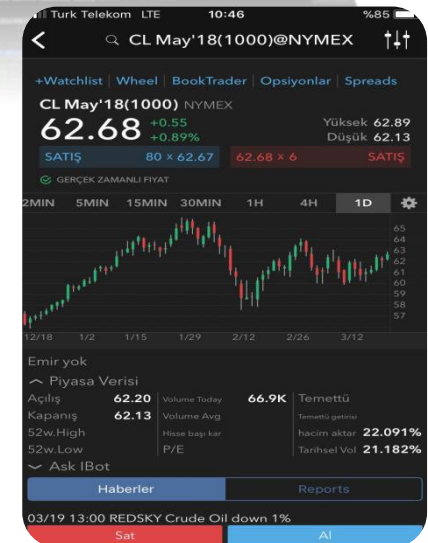 Turk Telekom LTE 10:46 %85
CL May'18(1000)@NYMEX
+Watchlist | Wheel | BookTrader | Opsiyonlar | Spreads
CL May'18(1000) NYMEX
62.68 +0.55 +0.89% Yüksek 62.89 Düşük 62.13
SATIŞ 80 × 62.67 62.68 × 6 SATIŞ
GERÇEK ZAMANLI FİYAT
2MIN 5MIN 15MIN 30MIN 1H 4H 1D
65
64
63
62
61
60
59
58
57
12/18 1/2 1/15 1/29 2/12 2/26 3/12
Emir yok
Piyasa Verisi
Açılış 62.20 Volume Today 66.9K Temettü
Kapanış 62.13 Volume Avg Temettü getirisi
52w.High Hisse başı kar hacim aktar 22.091%
52w.Low P/E Tarihsel Vol 21.182%
Ask IBot
Haberler Reports
03/19 13:00 REDSKY Crude Oil down 1%
Sat Al